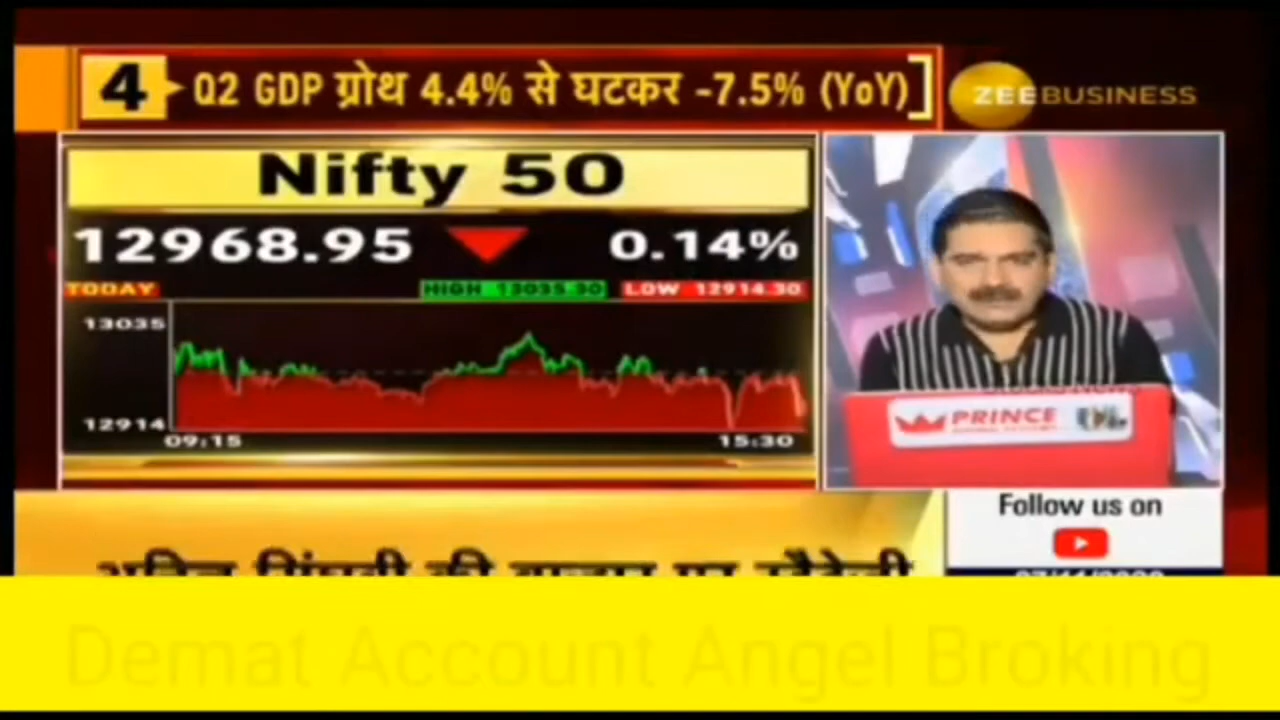 4 Q2 GDP ग्रोथ 4.4% से घटकर -7.5% (YoY)
ZEEBUSINESS
Nifty 50
12968.95 0.14%
TODAY HIGH 13035.30 LOW 12914.30
13035
12914
09:15 15:30
PRINCE
Follow us on
Demat Account Angel Broking